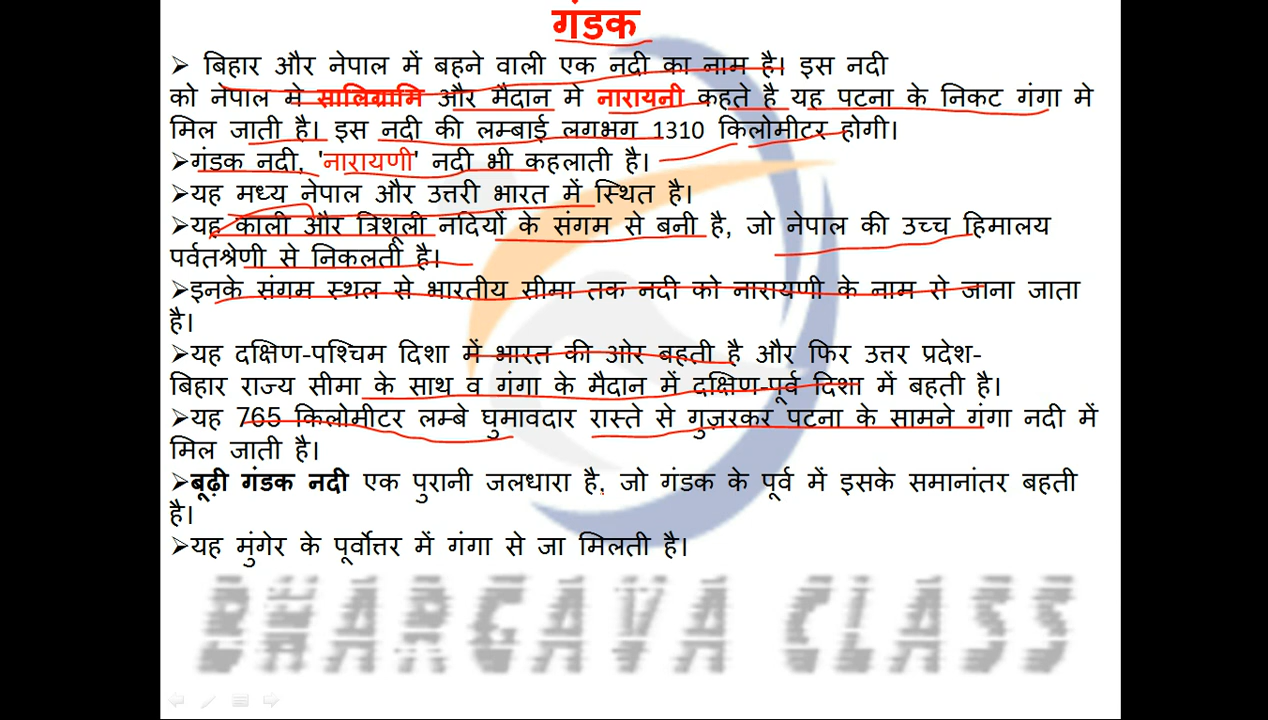 गंडक
➢ बिहार और नेपाल में बहने वाली एक नदी का नाम है। इस नदी
को नेपाल मे सालिग्रामि और मैदान मे नारायनी कहते है यह पटना के निकट गंगा मे
मिल जाती है। इस नदी की लम्बाई लगभग 1310 किलोमीटर होगी।
➢गंडक नदी, 'नारायणी' नदी भी कहलाती है।
➢यह मध्य नेपाल और उत्तरी भारत में स्थित है।
➢यह काली और त्रिशूली नदियों के संगम से बनी है, जो नेपाल की उच्च हिमालय
पर्वतश्रेणी से निकलती है।
➢इनके संगम स्थल से भारतीय सीमा तक नदी को नारायणी के नाम से जाना जाता
है।
➢यह दक्षिण-पश्चिम दिशा में भारत की ओर बहती है और फिर उत्तर प्रदेश-
बिहार राज्य सीमा के साथ व गंगा के मैदान में दक्षिण-पूर्व दिशा में बहती है।
➢यह 765 किलोमीटर लम्बे घुमावदार रास्ते से गुज़रकर पटना के सामने गंगा नदी में
मिल जाती है।
➢बूढ़ी गंडक नदी एक पुरानी जलधारा है, जो गंडक के पूर्व में इसके समानांतर बहती
है।
➢यह मुंगेर के पूर्वोत्तर में गंगा से जा मिलती है।
BHARGAVA CLASS